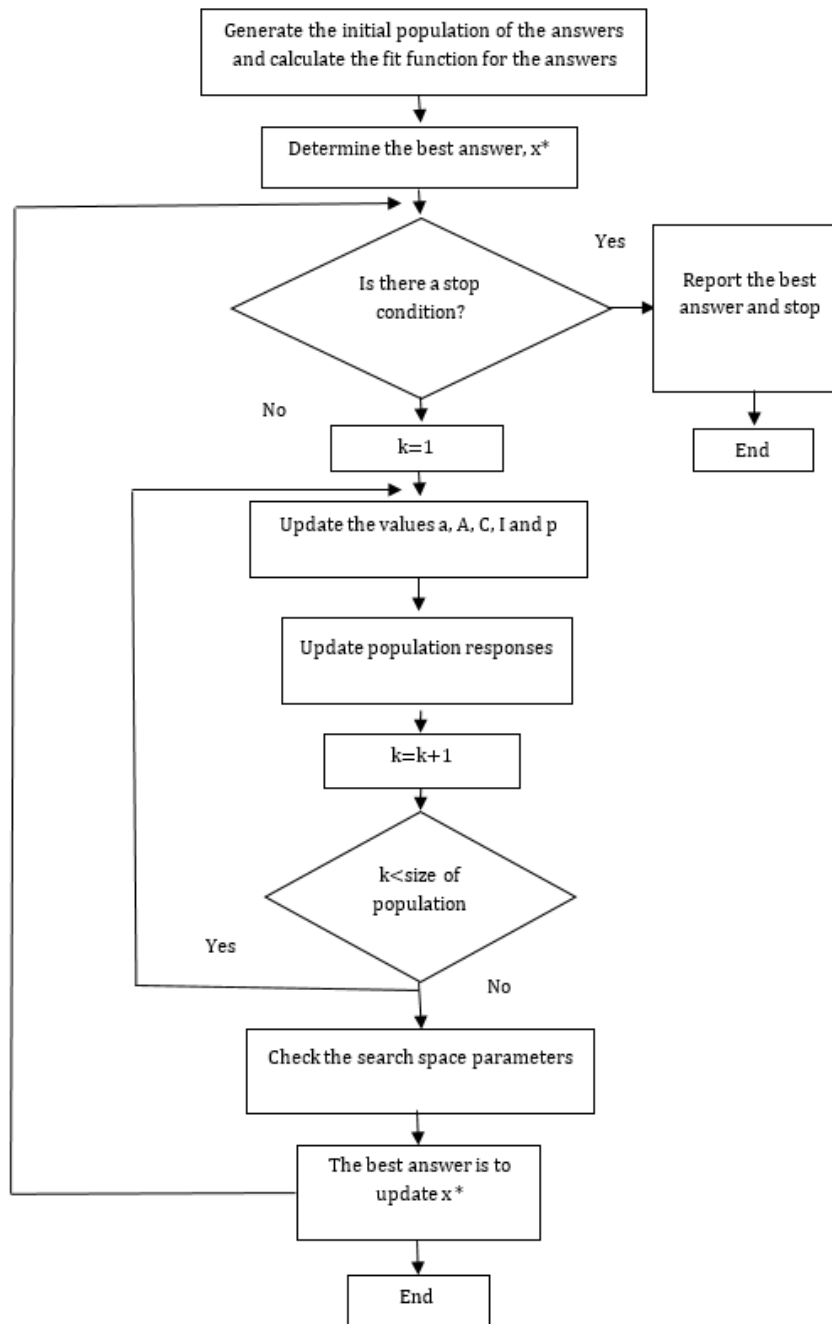 Generate the initial population of the answers
and calculate the fit function for the answers
Determine the best answer, x*
Is there a stop
condition?
Yes
Report the best
answer and stop
End
No
k=1
Update the values a, A, C, I and p
Update population responses
k=k+1
k<size of
population
Yes
No
Check the search space parameters
The best answer is to
update x*
End